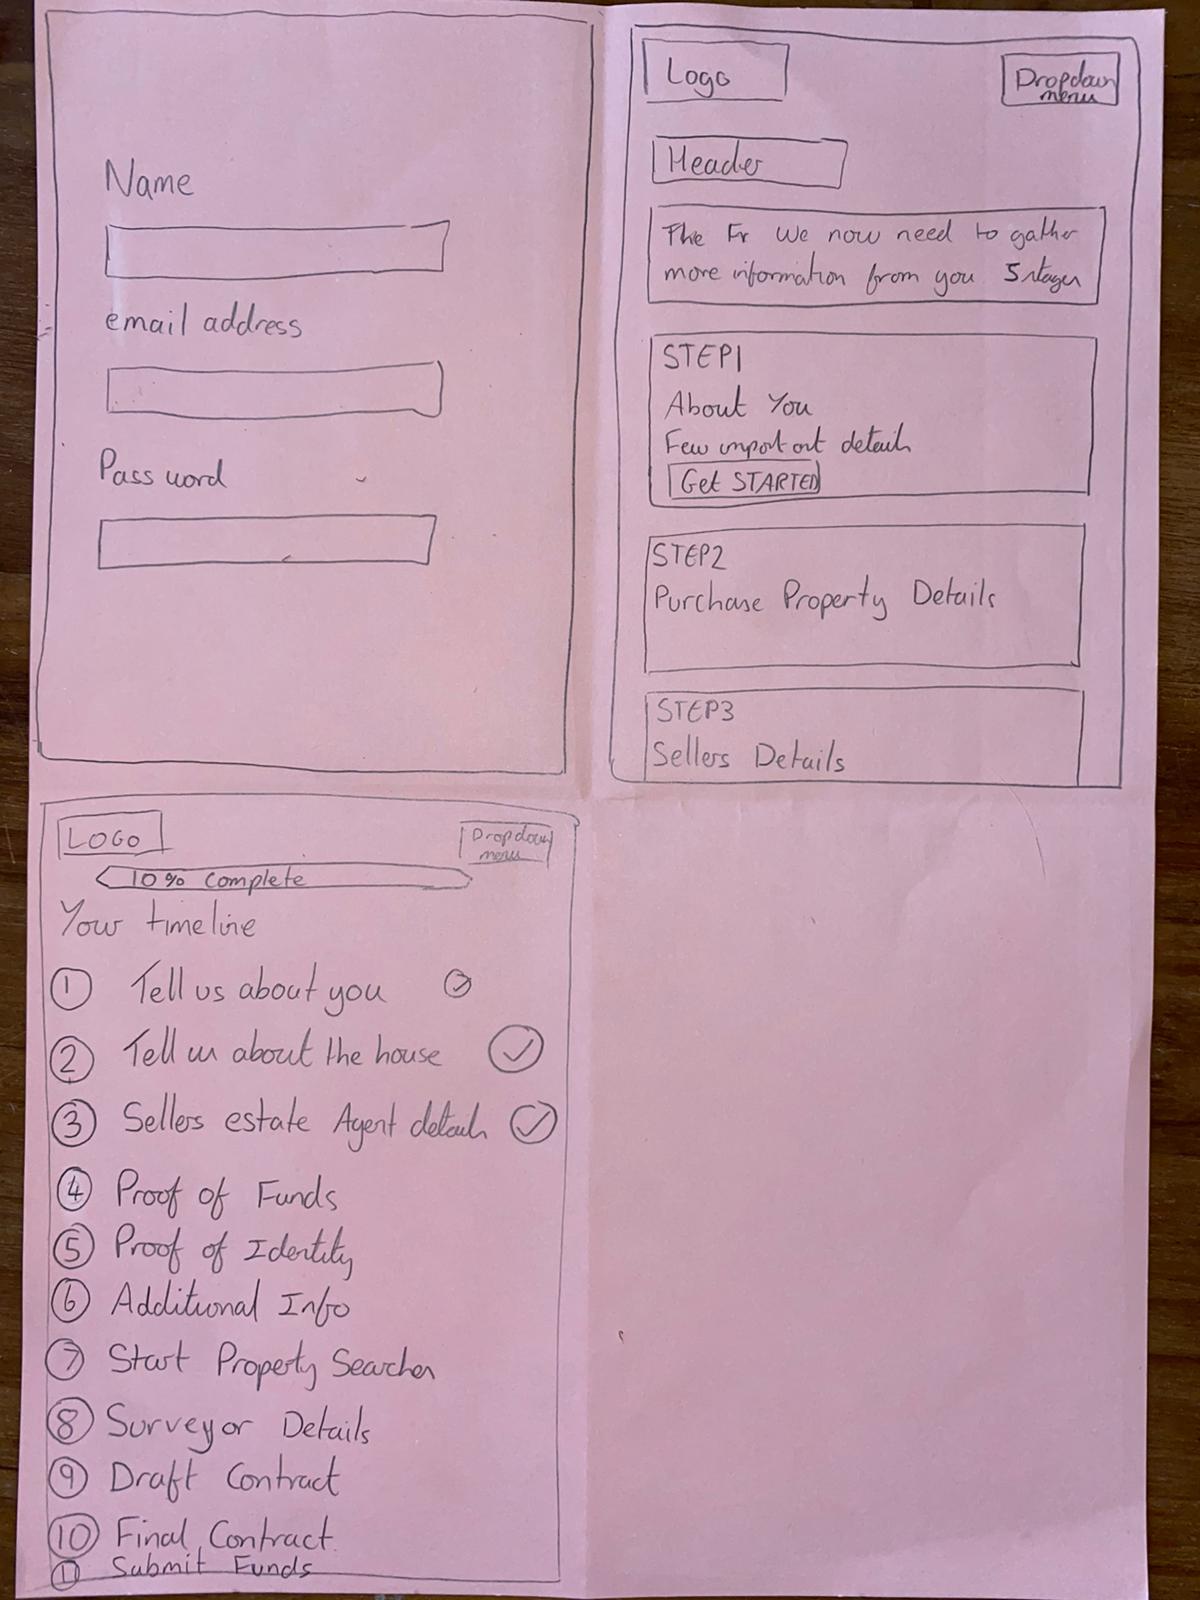 Name
email address
Password
Logo
Dropdown
menu
Header
The Fr We now need to gather
more information from you 5 stages
STEP1
About You
Few important details
Get STARTED
STEP2
Purchase Property Details
STEP3
Sellers Details
LOGO
Dropdown
menu
10% Complete
Your timeline
1 Tell us about you
2 Tell us about the house
3 Sellers estate Agent details
4 Proof of Funds
5 Proof of Identity
6 Additional Info
7 Start Property Searches
8 Surveyor Details
9 Draft Contract
10 Final Contract
11 Submit Funds